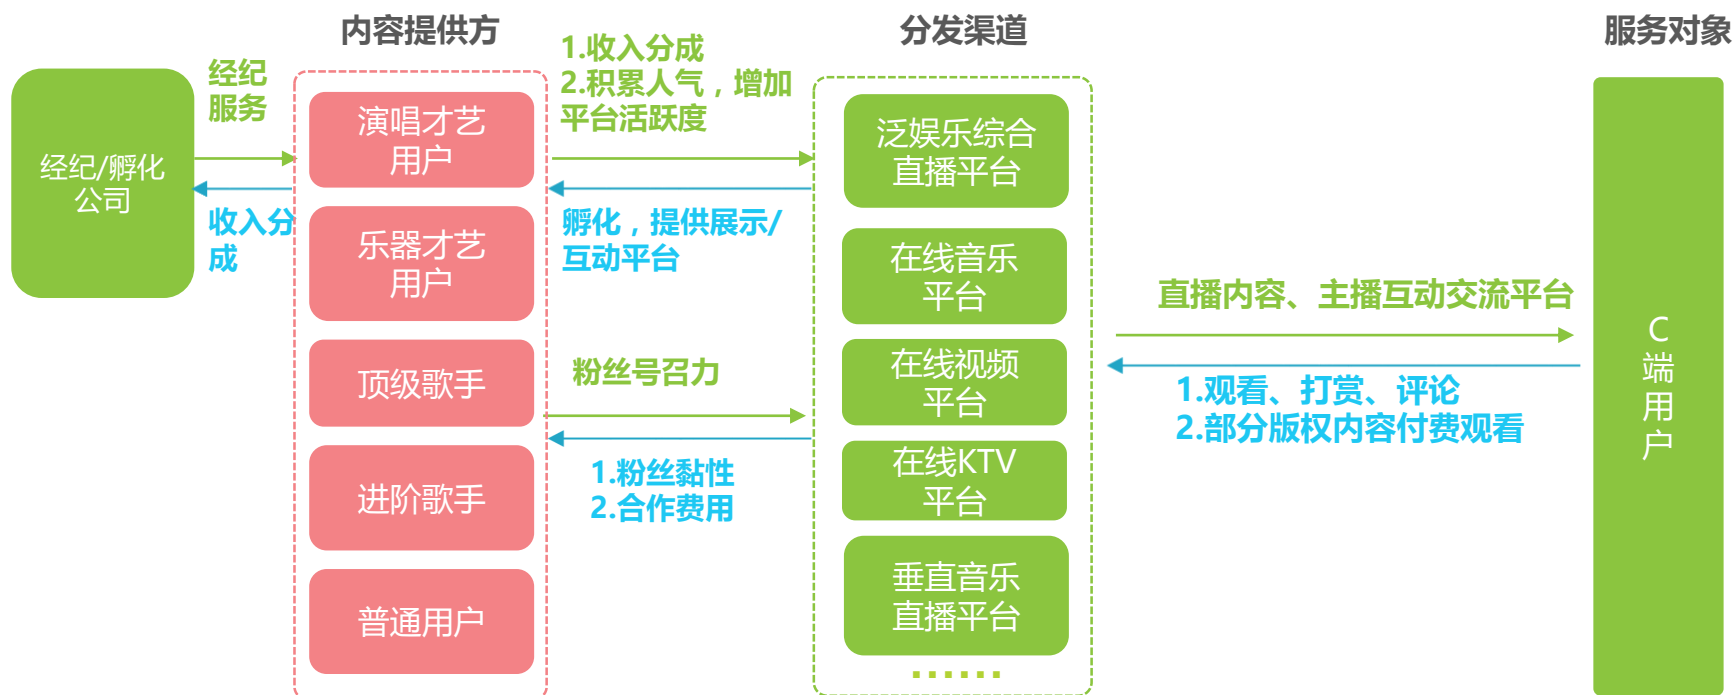 内容提供方
分发渠道
服务对象
经纪/孵化
公司
经纪
服务
收入分
成
演唱才艺
用户
乐器才艺
用户
顶级歌手
进阶歌手
普通用户
1.收入分成
2.积累人气，增加
平台活跃度
孵化，提供展示/
互动平台
粉丝号召力
1.粉丝黏性
2.合作费用
泛娱乐综合
直播平台
在线音乐
平台
在线视频
平台
在线KTV
平台
垂直音乐
直播平台
......
直播内容、主播互动交流平台
1.观看、打赏、评论
2.部分版权内容付费观看
C
端
用
户